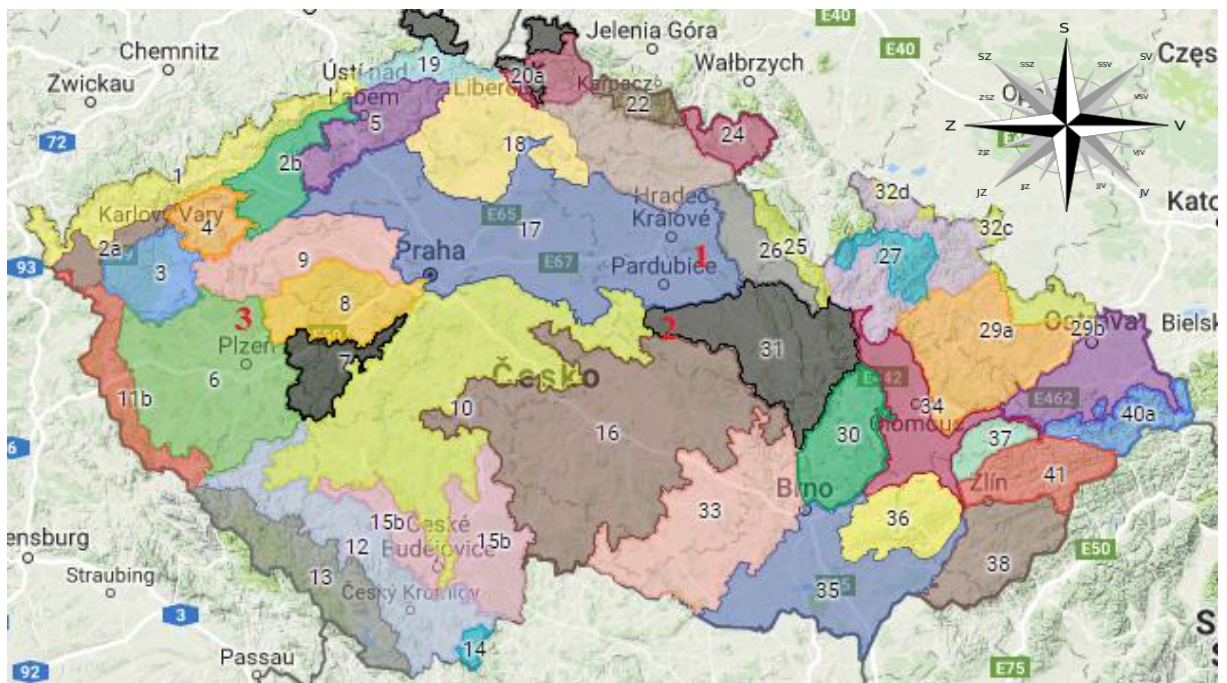 E40
Jelenia Góra
Chemnitz
E40
Wałbrzych
Częs
S
SZ
SSZ
SSV
SV
Zwickau
Ústí nad
Labem
19
20a
Liberec
Karpacz
22
ZSZ
VSV
72
5
24
Z
V
2b
18
ZJZ
VJV
1
JZ
JJZ
JJV
JV
32d
Karlovy Vary
Hradec
Králové
Kato
4
E65
17
32c
2a
93
3
9
Praha
E67
1
Pardubice
26
25
27
8
3
E50
2
29a
Ostrava
29b
Bielsk
Plzeň
7
31
6
Česko
E442
11b
10
16
34
Olomouc
E462
40a
30
37
41
Zlín
Brno
33
36
15b
České
Budějovice
15b
12
ensburg
Straubing
13
Český Krumlov
E50
38
35
3
14
S
92
Passau
E75